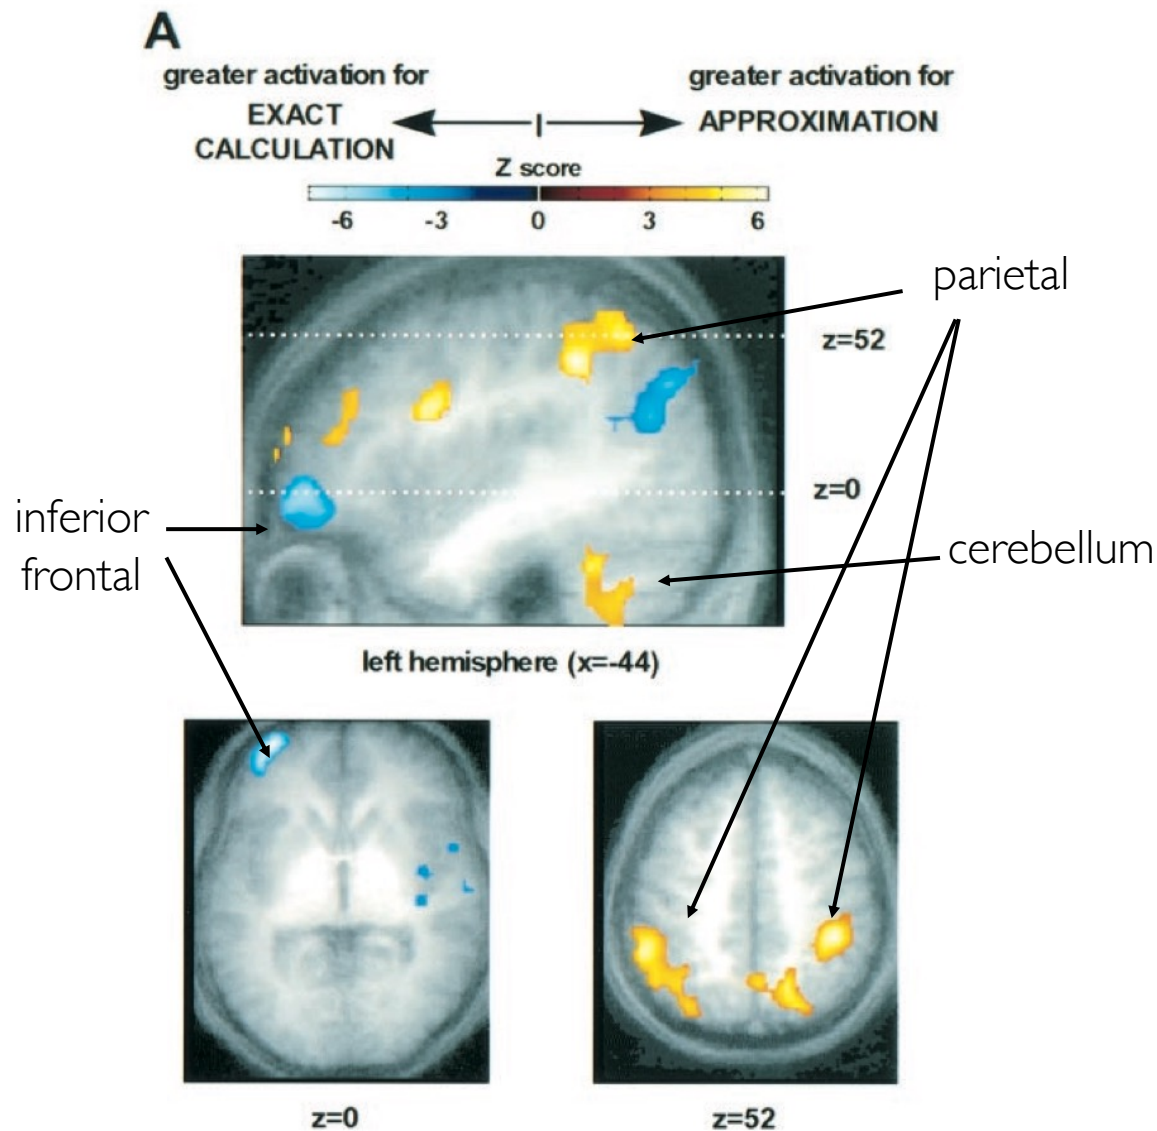 A
greater activation for
EXACT
CALCULATION
greater activation for
APPROXIMATION
Z score
-6 -3 0 3 6
parietal
z=52
z=0
inferior
frontal
cerebellum
left hemisphere (x=-44)
z=0
z=52